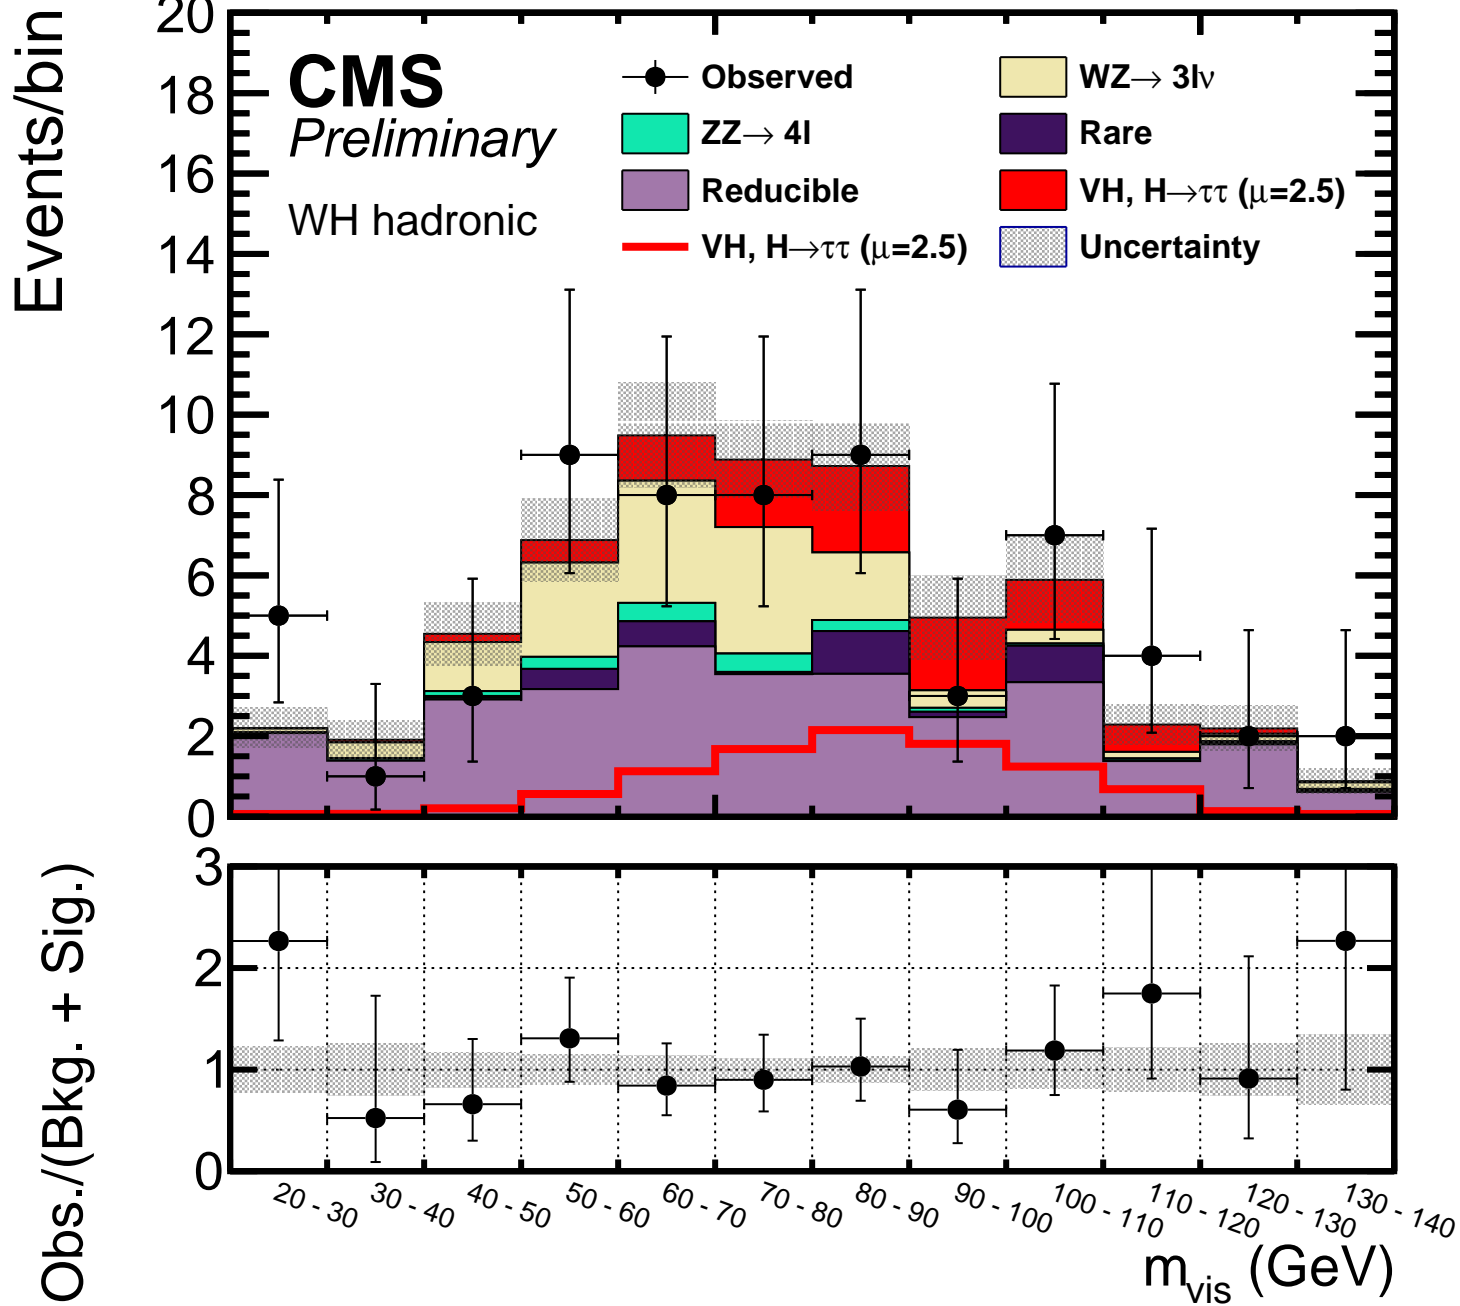 Events/bin
20
18
16
14
12
10
8
6
4
2
0
CMS
Preliminary
WH hadronic
Observed
WZ→ 3lν
ZZ→ 4l
Rare
Reducible
VH, H→ττ (μ=2.5)
VH, H→ττ (μ=2.5)
Uncertainty
Obs./(Bkg. + Sig.)
3
2
1
0
20 - 30
30 - 40
40 - 50
50 - 60
60 - 70
70 - 80
80 - 90
90 - 100
100 - 110
110 - 120
120 - 130
130 - 140
m_vis (GeV)